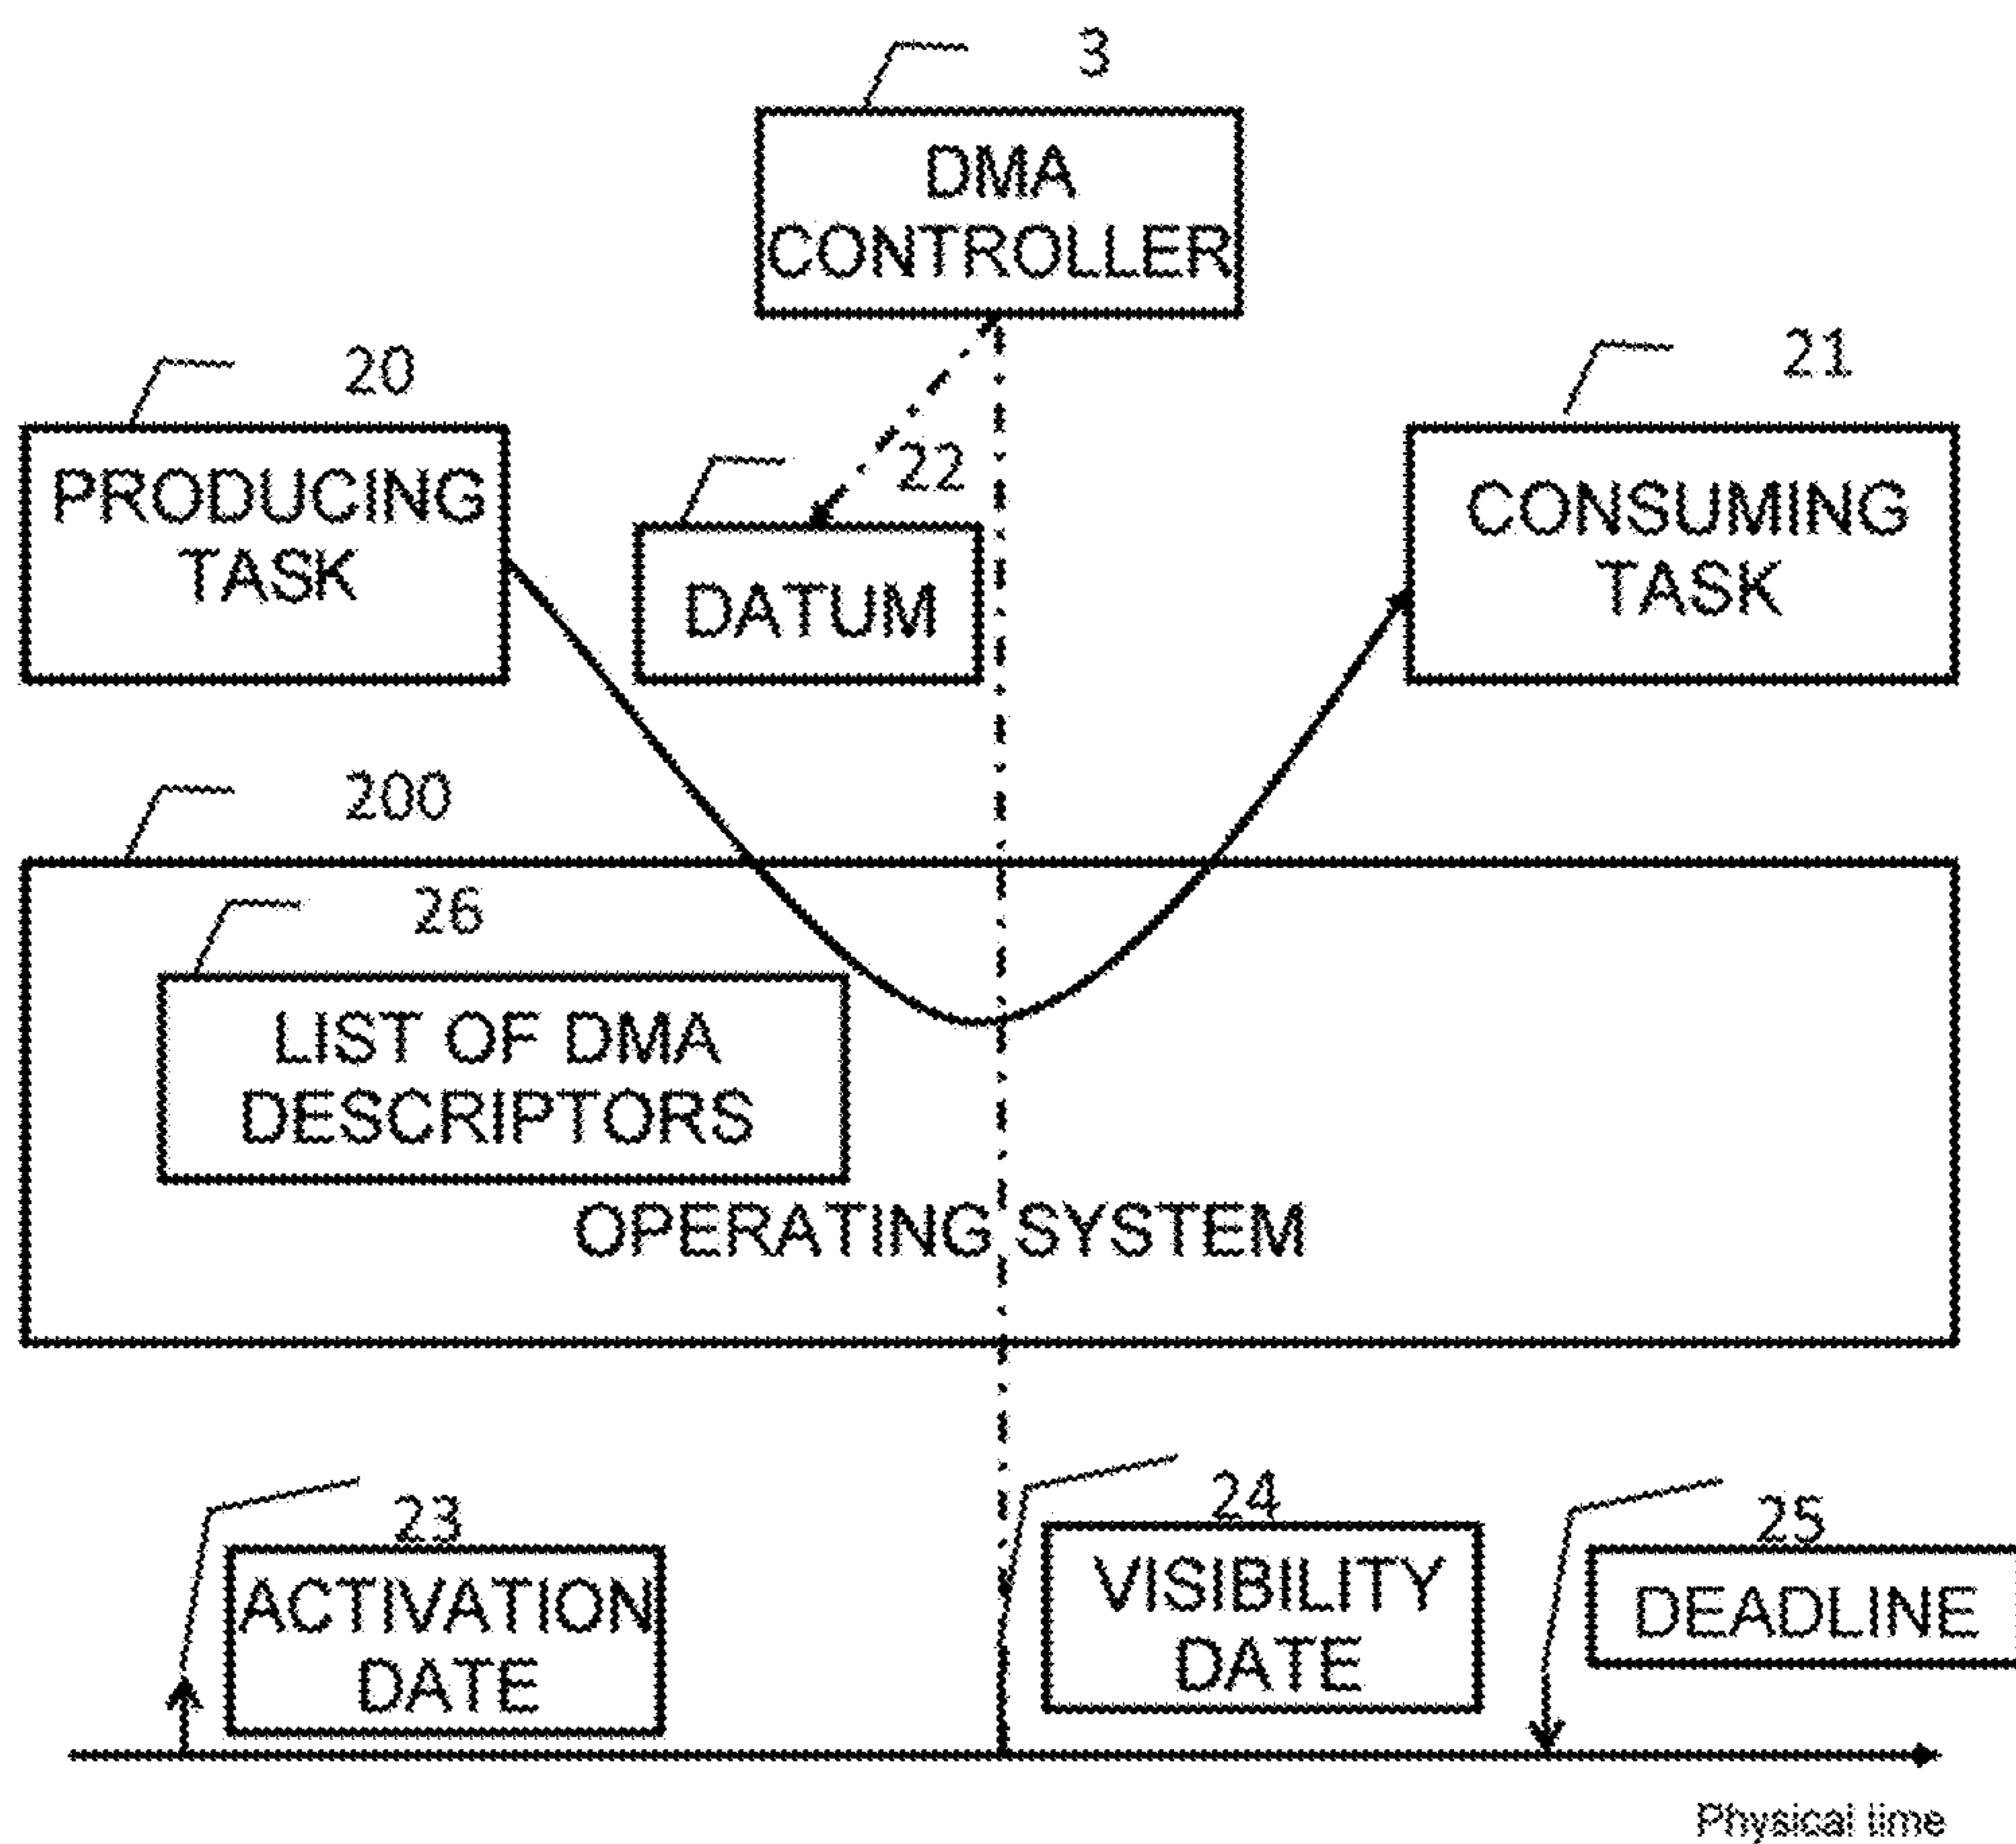 3
DMA
CONTROLLER
20
21
PRODUCING
TASK
22
DATUM
CONSUMING
TASK
200
26
LIST OF DMA
DESCRIPTORS
OPERATING SYSTEM
23
ACTIVATION
DATE
24
VISIBILITY
DATE
25
DEADLINE
Physical time